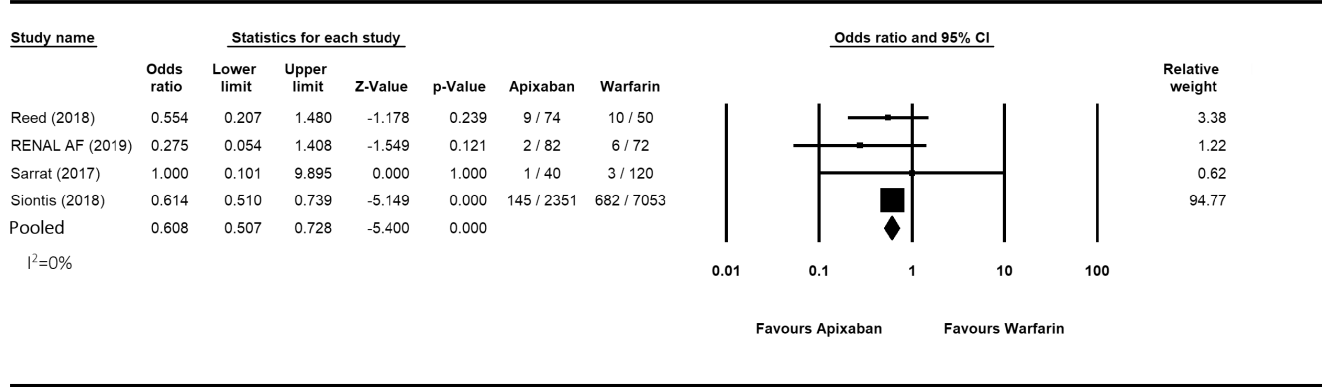 Study name Statistics for each study Odds ratio and 95% CI
Odds Lower Upper Relative
ratio limit limit Z-Value p-Value Apixaban Warfarin weight
Reed (2018) 0.554 0.207 1.480 -1.178 0.239 9 / 74 10 / 50 3.38
RENAL AF (2019) 0.275 0.054 1.408 -1.549 0.121 2 / 82 6 / 72 1.22
Sarrat (2017) 1.000 0.101 9.895 0.000 1.000 1 / 40 3 / 120 0.62
Siontis (2018) 0.614 0.510 0.739 -5.149 0.000 145 / 2351 682 / 7053 94.77
Pooled 0.608 0.507 0.728 -5.400 0.000
I²=0%
0.01 0.1 1 10 100
Favours Apixaban Favours Warfarin